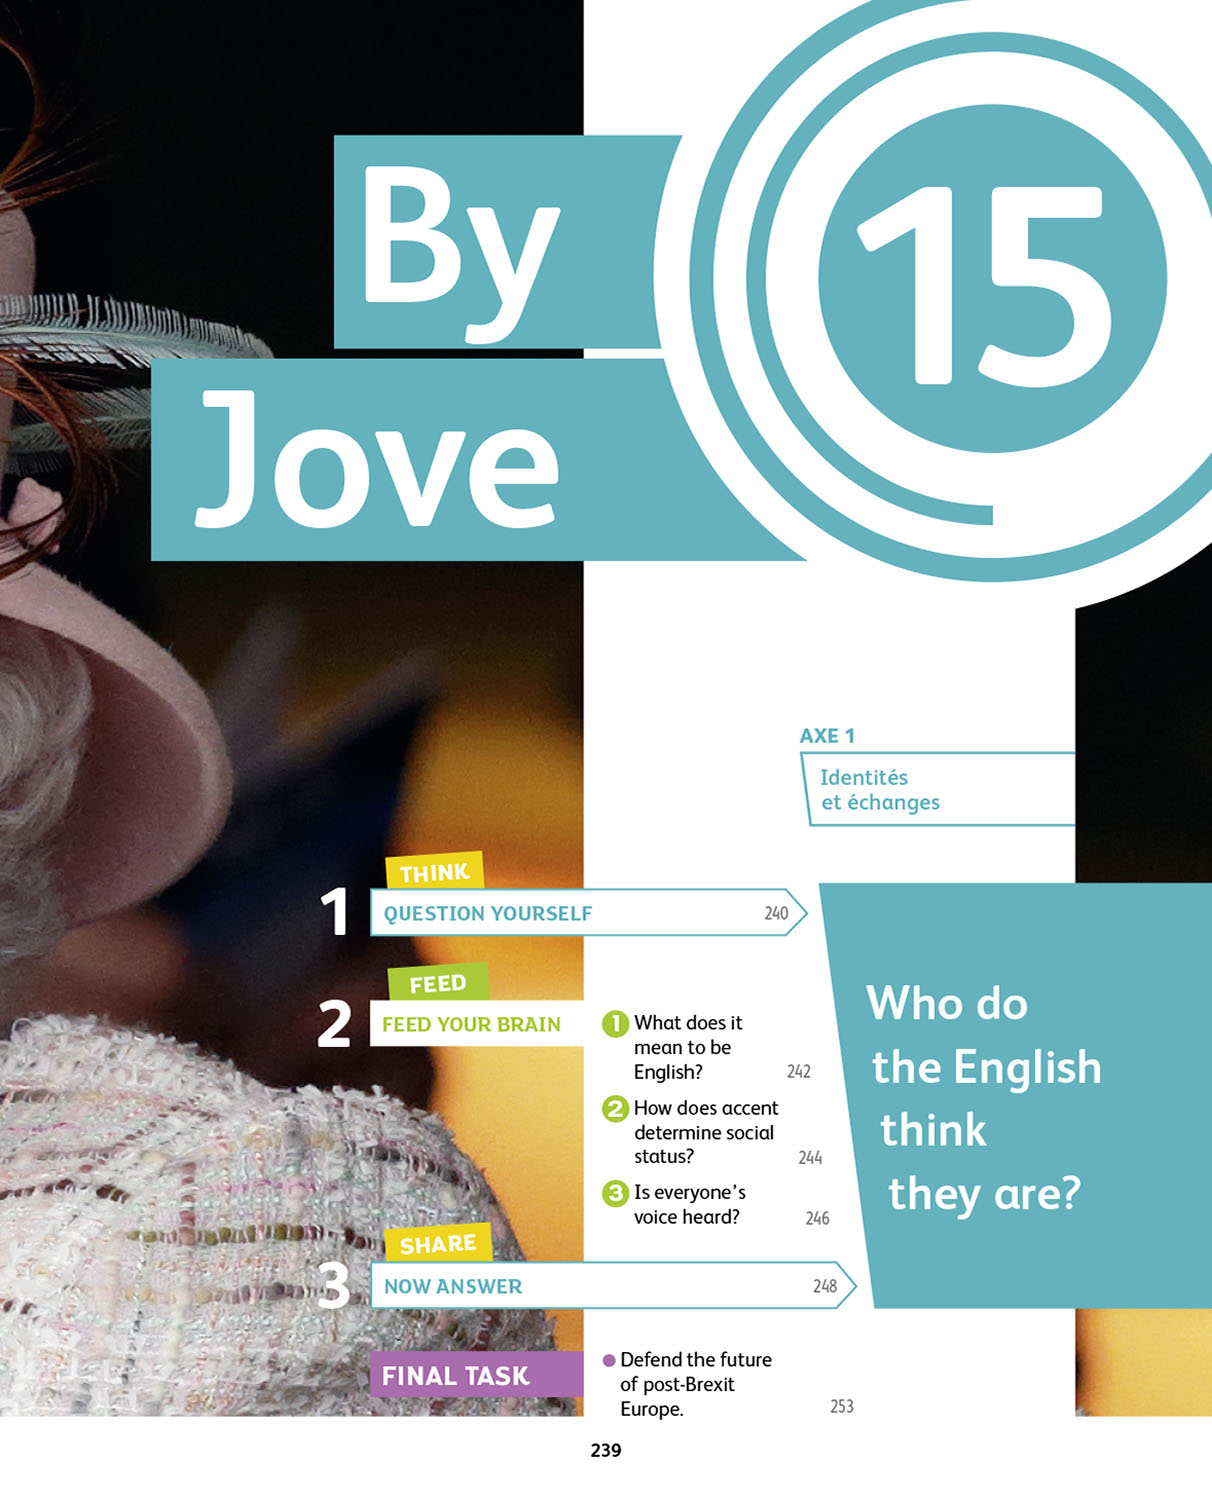 By
Jove
15
AXE 1
Identités
et échanges
THINK
1 QUESTION YOURSELF 240
FEED
2 FEED YOUR BRAIN
1 What does it
mean to be
English? 242
2 How does accent
determine social
status? 244
3 Is everyone's
voice heard? 246
SHARE
3 NOW ANSWER 248
FINAL TASK
Defend the future
of post-Brexit
Europe. 253
Who do
the English
think
they are?
239